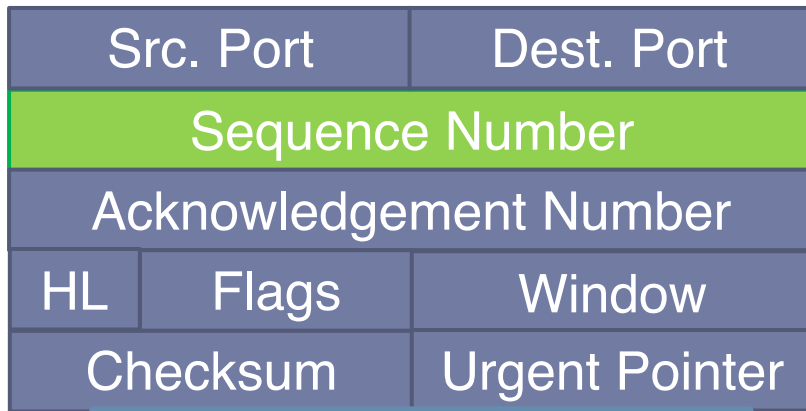 Src. Port Dest. Port
Sequence Number
Acknowledgement Number
HL Flags Window
Checksum Urgent Pointer